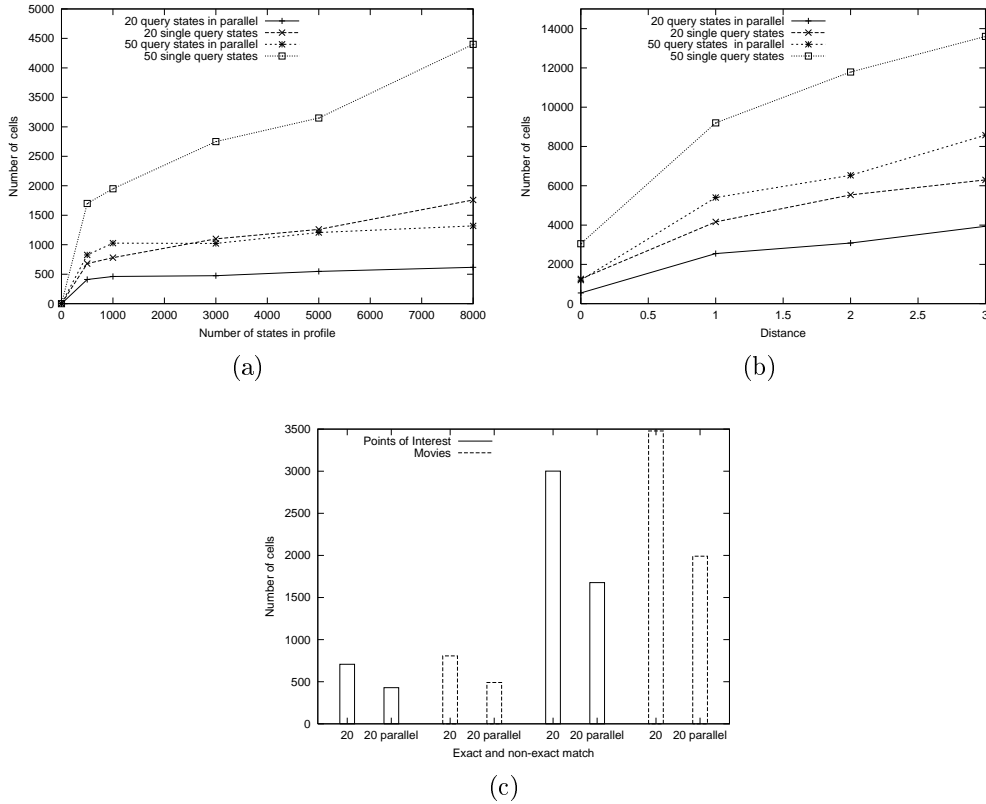 5000
4500
4000
3500
3000
2500
2000
1500
1000
500
0
Number of cells
20 query states in parallel
20 single query states
50 query states in parallel
50 single query states
0 1000 2000 3000 4000 5000 6000 7000 8000
Number of states in profile
(a)
14000
12000
10000
8000
6000
4000
2000
0
Number of cells
20 query states in parallel
20 single query states
50 query states in parallel
50 single query states
0 0.5 1 1.5 2 2.5 3
Distance
(b)
3500
3000
2500
2000
1500
1000
500
0
Number of cells
Points of Interest
Movies
20 20 parallel 20 20 parallel 20 20 parallel 20 20 parallel
Exact and non-exact match
(c)